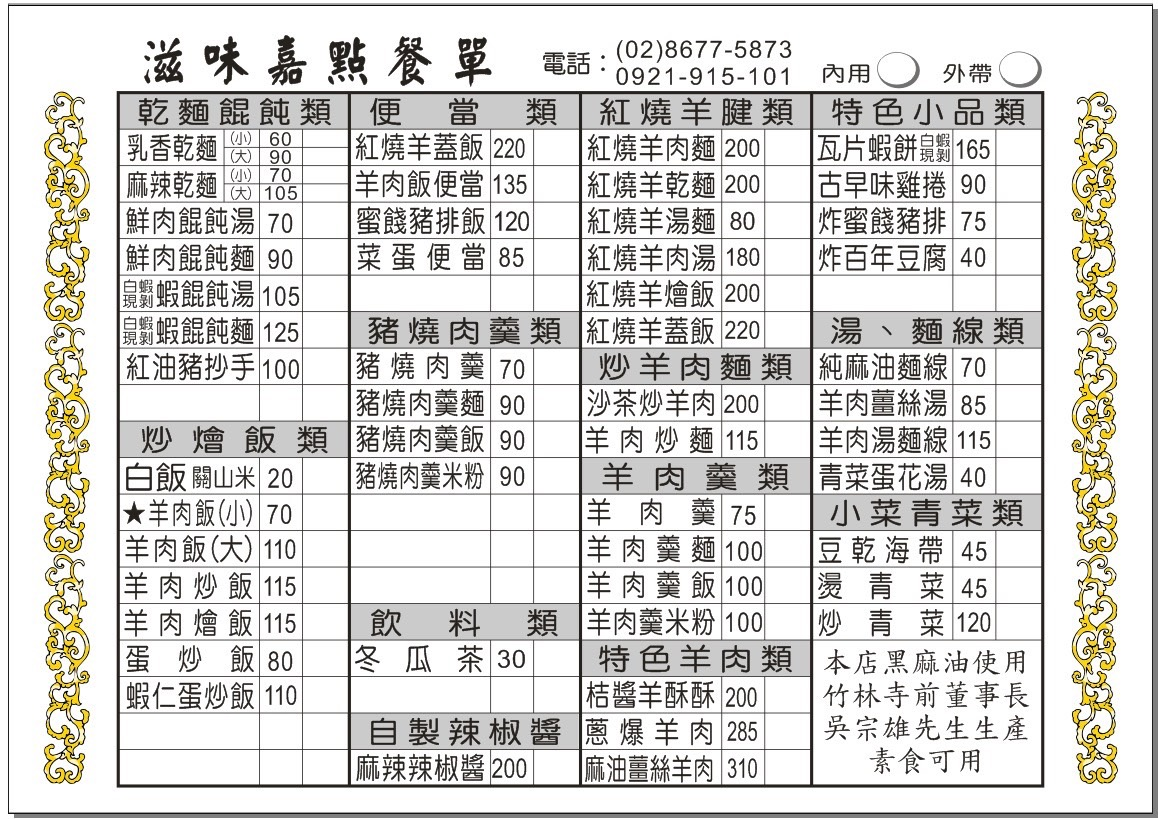 滋味嘉點餐單
電話：(02)8677-5873
0921-915-101
內用 外帶
乾麵餛飩類
乳香乾麵 (小) 60
(大) 90
麻辣乾麵 (小) 70
(大) 105
鮮肉餛飩湯 70
鮮肉餛飩麵 90
白蝦現剝 蝦餛飩湯 105
白蝦現剝 蝦餛飩麵 125
紅油豬抄手 100
炒燴飯類
白飯 關山米 20
★羊肉飯(小) 70
羊肉飯(大) 110
羊肉炒飯 115
羊肉燴飯 115
蛋炒飯 80
蝦仁蛋炒飯 110
便當類
紅燒羊蓋飯 220
羊肉飯便當 135
蜜餞豬排飯 120
菜蛋便當 85
豬燒肉羹類
豬燒肉羹 70
豬燒肉羹麵 90
豬燒肉羹飯 90
豬燒肉羹米粉 90
飲料類
冬瓜茶 30
自製辣椒醬
麻辣辣椒醬 200
紅燒羊腱類
紅燒羊肉麵 200
紅燒羊乾麵 200
紅燒羊湯麵 80
紅燒羊肉湯 180
紅燒羊燴飯 200
紅燒羊蓋飯 220
炒羊肉麵類
沙茶炒羊肉 200
羊肉炒麵 115
羊肉羹類
羊肉羹 75
羊肉羹麵 100
羊肉羹飯 100
羊肉羹米粉 100
特色羊肉類
桔醬羊酥酥 200
蔥爆羊肉 285
麻油薑絲羊肉 310
特色小品類
瓦片蝦餅 白蝦現剝 165
古早味雞捲 90
炸蜜餞豬排 75
炸百年豆腐 40
湯、麵線類
純麻油麵線 70
羊肉薑絲湯 85
羊肉湯麵線 115
青菜蛋花湯 40
小菜青菜類
豆乾海帶 45
燙青菜 45
炒青菜 120
本店黑麻油使用
竹林寺前董事長
吳宗雄先生生產
素食可用